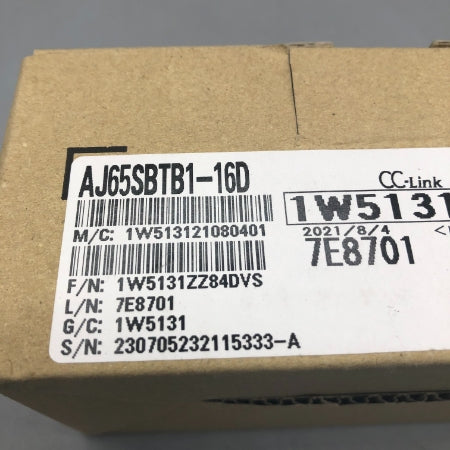 AJ65SBTB1-16D
CC-Link
1W5131
M/C: 1W513121080401
2021/8/4
7E8701
F/N: 1W5131ZZ84DVS
L/N: 7E8701
G/C: 1W5131
S/N: 230705232115333-A